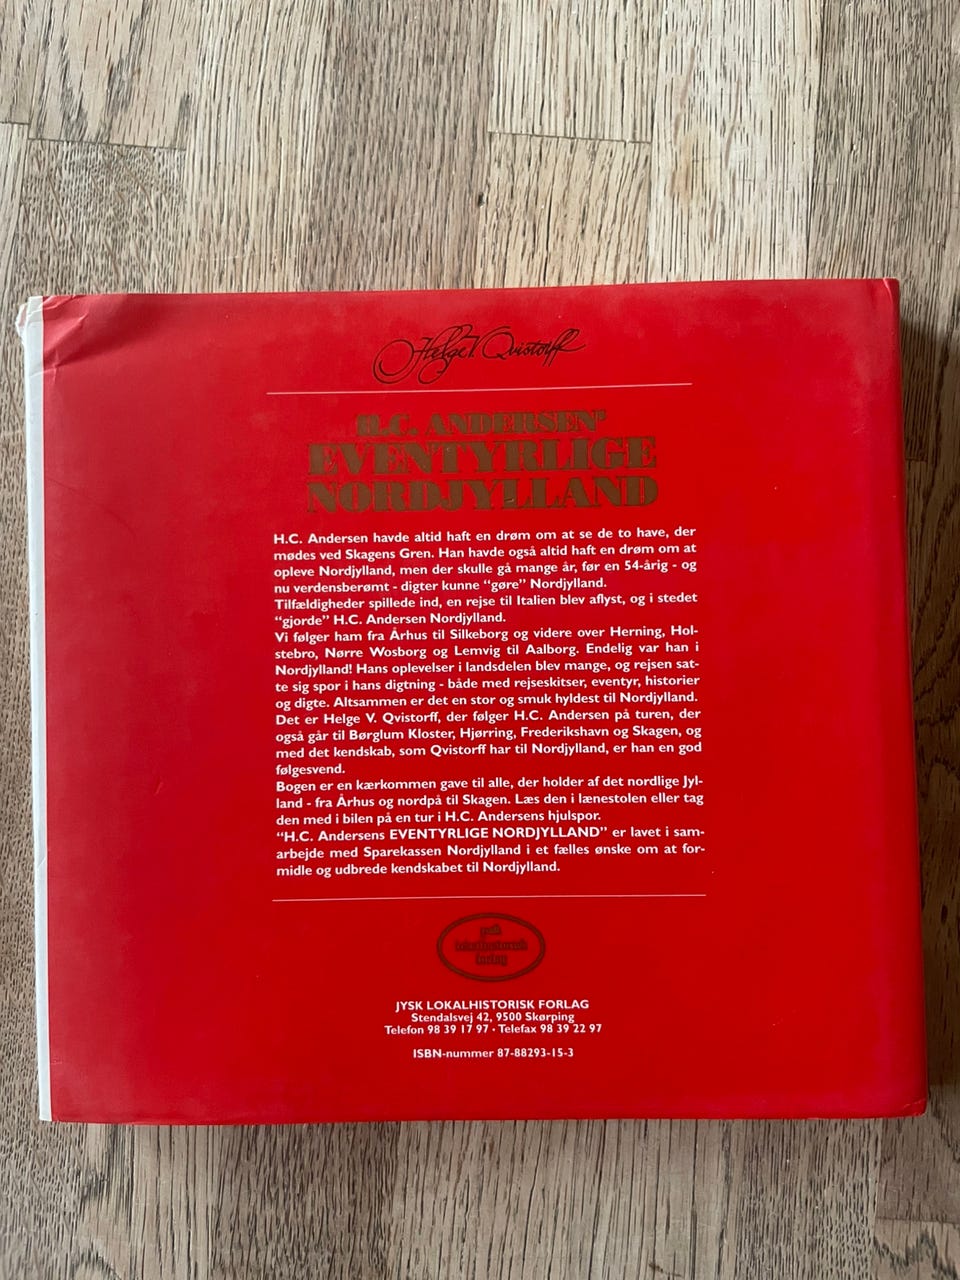 Helge V. Qvistorff
H.C. ANDERSEN'
EVENTYRLIGE
NORDJYLLAND
H.C. Andersen havde altid haft en drøm om at se de to have, der
mødes ved Skagens Gren. Han havde også altid haft en drøm om at
opleve Nordjylland, men der skulle gå mange år, før en 54-årig - og
nu verdensberømt - digter kunne “gøre” Nordjylland.
Tilfældigheder spillede ind, en rejse til Italien blev aflyst, og i stedet
“gjorde” H.C. Andersen Nordjylland.
Vi følger ham fra Århus til Silkeborg og videre over Herning, Hol-
stebro, Nørre Wosborg og Lemvig til Aalborg. Endelig var han i
Nordjylland! Hans oplevelser i landsdelen blev mange, og rejsen sat-
te sig spor i hans digtning - både med rejseskitser, eventyr, historier
og digte. Altsammen er det en stor og smuk hyldest til Nordjylland.
Det er Helge V. Qvistorff, der følger H.C. Andersen på turen, der
også går til Børglum Kloster, Hjørring, Frederikshavn og Skagen, og
med det kendskab, som Qvistorff har til Nordjylland, er han en god
følgesvend.
Bogen er en kærkommen gave til alle, der holder af det nordlige Jyl-
land - fra Århus og nordpå til Skagen. Læs den i lænestolen eller tag
den med i bilen på en tur i H.C. Andersens hjulspor.
“H.C. Andersens EVENTYRLIGE NORDJYLLAND” er lavet i sam-
arbejde med Sparekassen Nordjylland i et fælles ønske om at for-
midle og udbrede kendskabet til Nordjylland.
jysk
lokalhistorisk
forlag
JYSK LOKALHISTORISK FORLAG
Stendalsvej 42, 9500 Skørping
Telefon 98 39 17 97 · Telefax 98 39 22 97
ISBN-nummer 87-88293-15-3